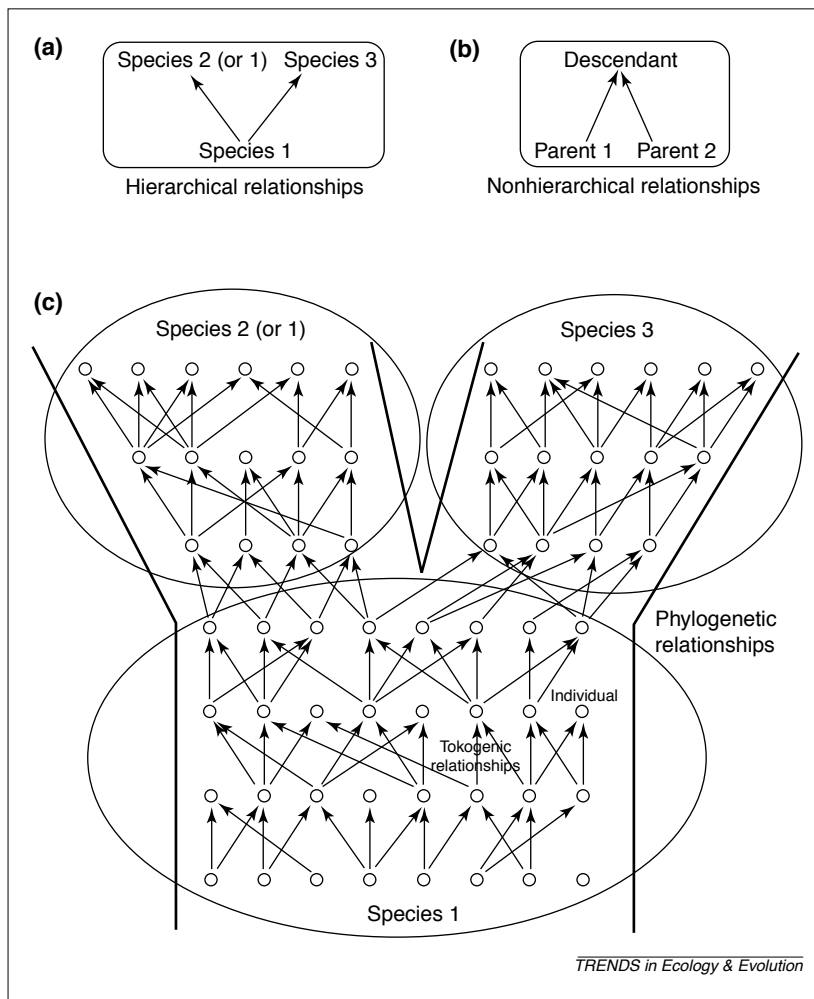 (a)
Species 2 (or 1) Species 3
Species 1
Hierarchical relationships
(b)
Descendant
Parent 1 Parent 2
Nonhierarchical relationships
(c)
Species 2 (or 1)
Species 3
Phylogenetic
relationships
Individual
Tokogenic
relationships
Species 1
TRENDS in Ecology & Evolution